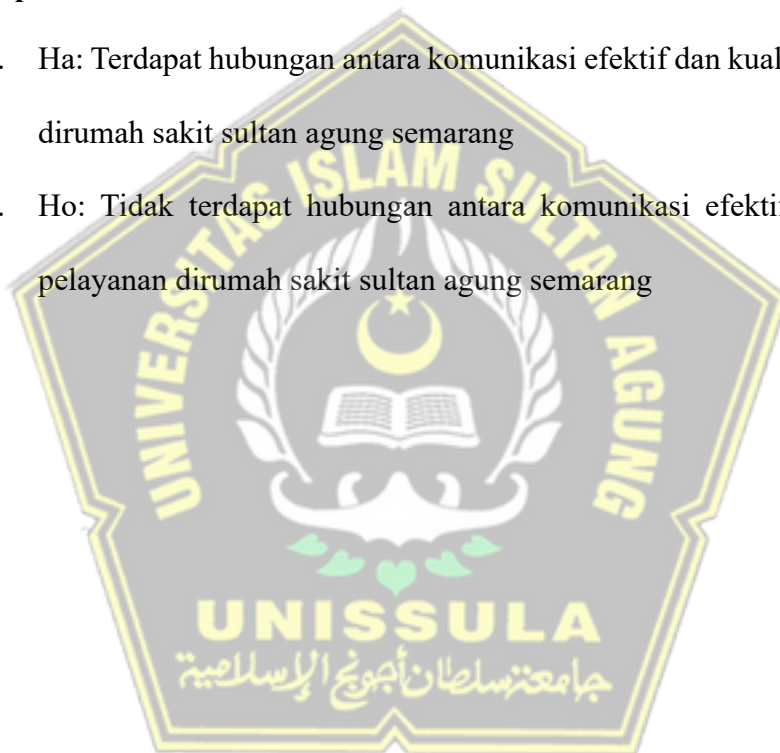 . Ha: Terdapat hubungan antara komunikasi efektif dan kual
dirumah sakit sultan agung semarang
. Ho: Tidak terdapat hubungan antara komunikasi efektif
pelayanan dirumah sakit sultan agung semarang
UNIVERSITAS ISLAM SULTAN AGUNG
UNISSULA
جامعة سلطان أجونج الإسلامية